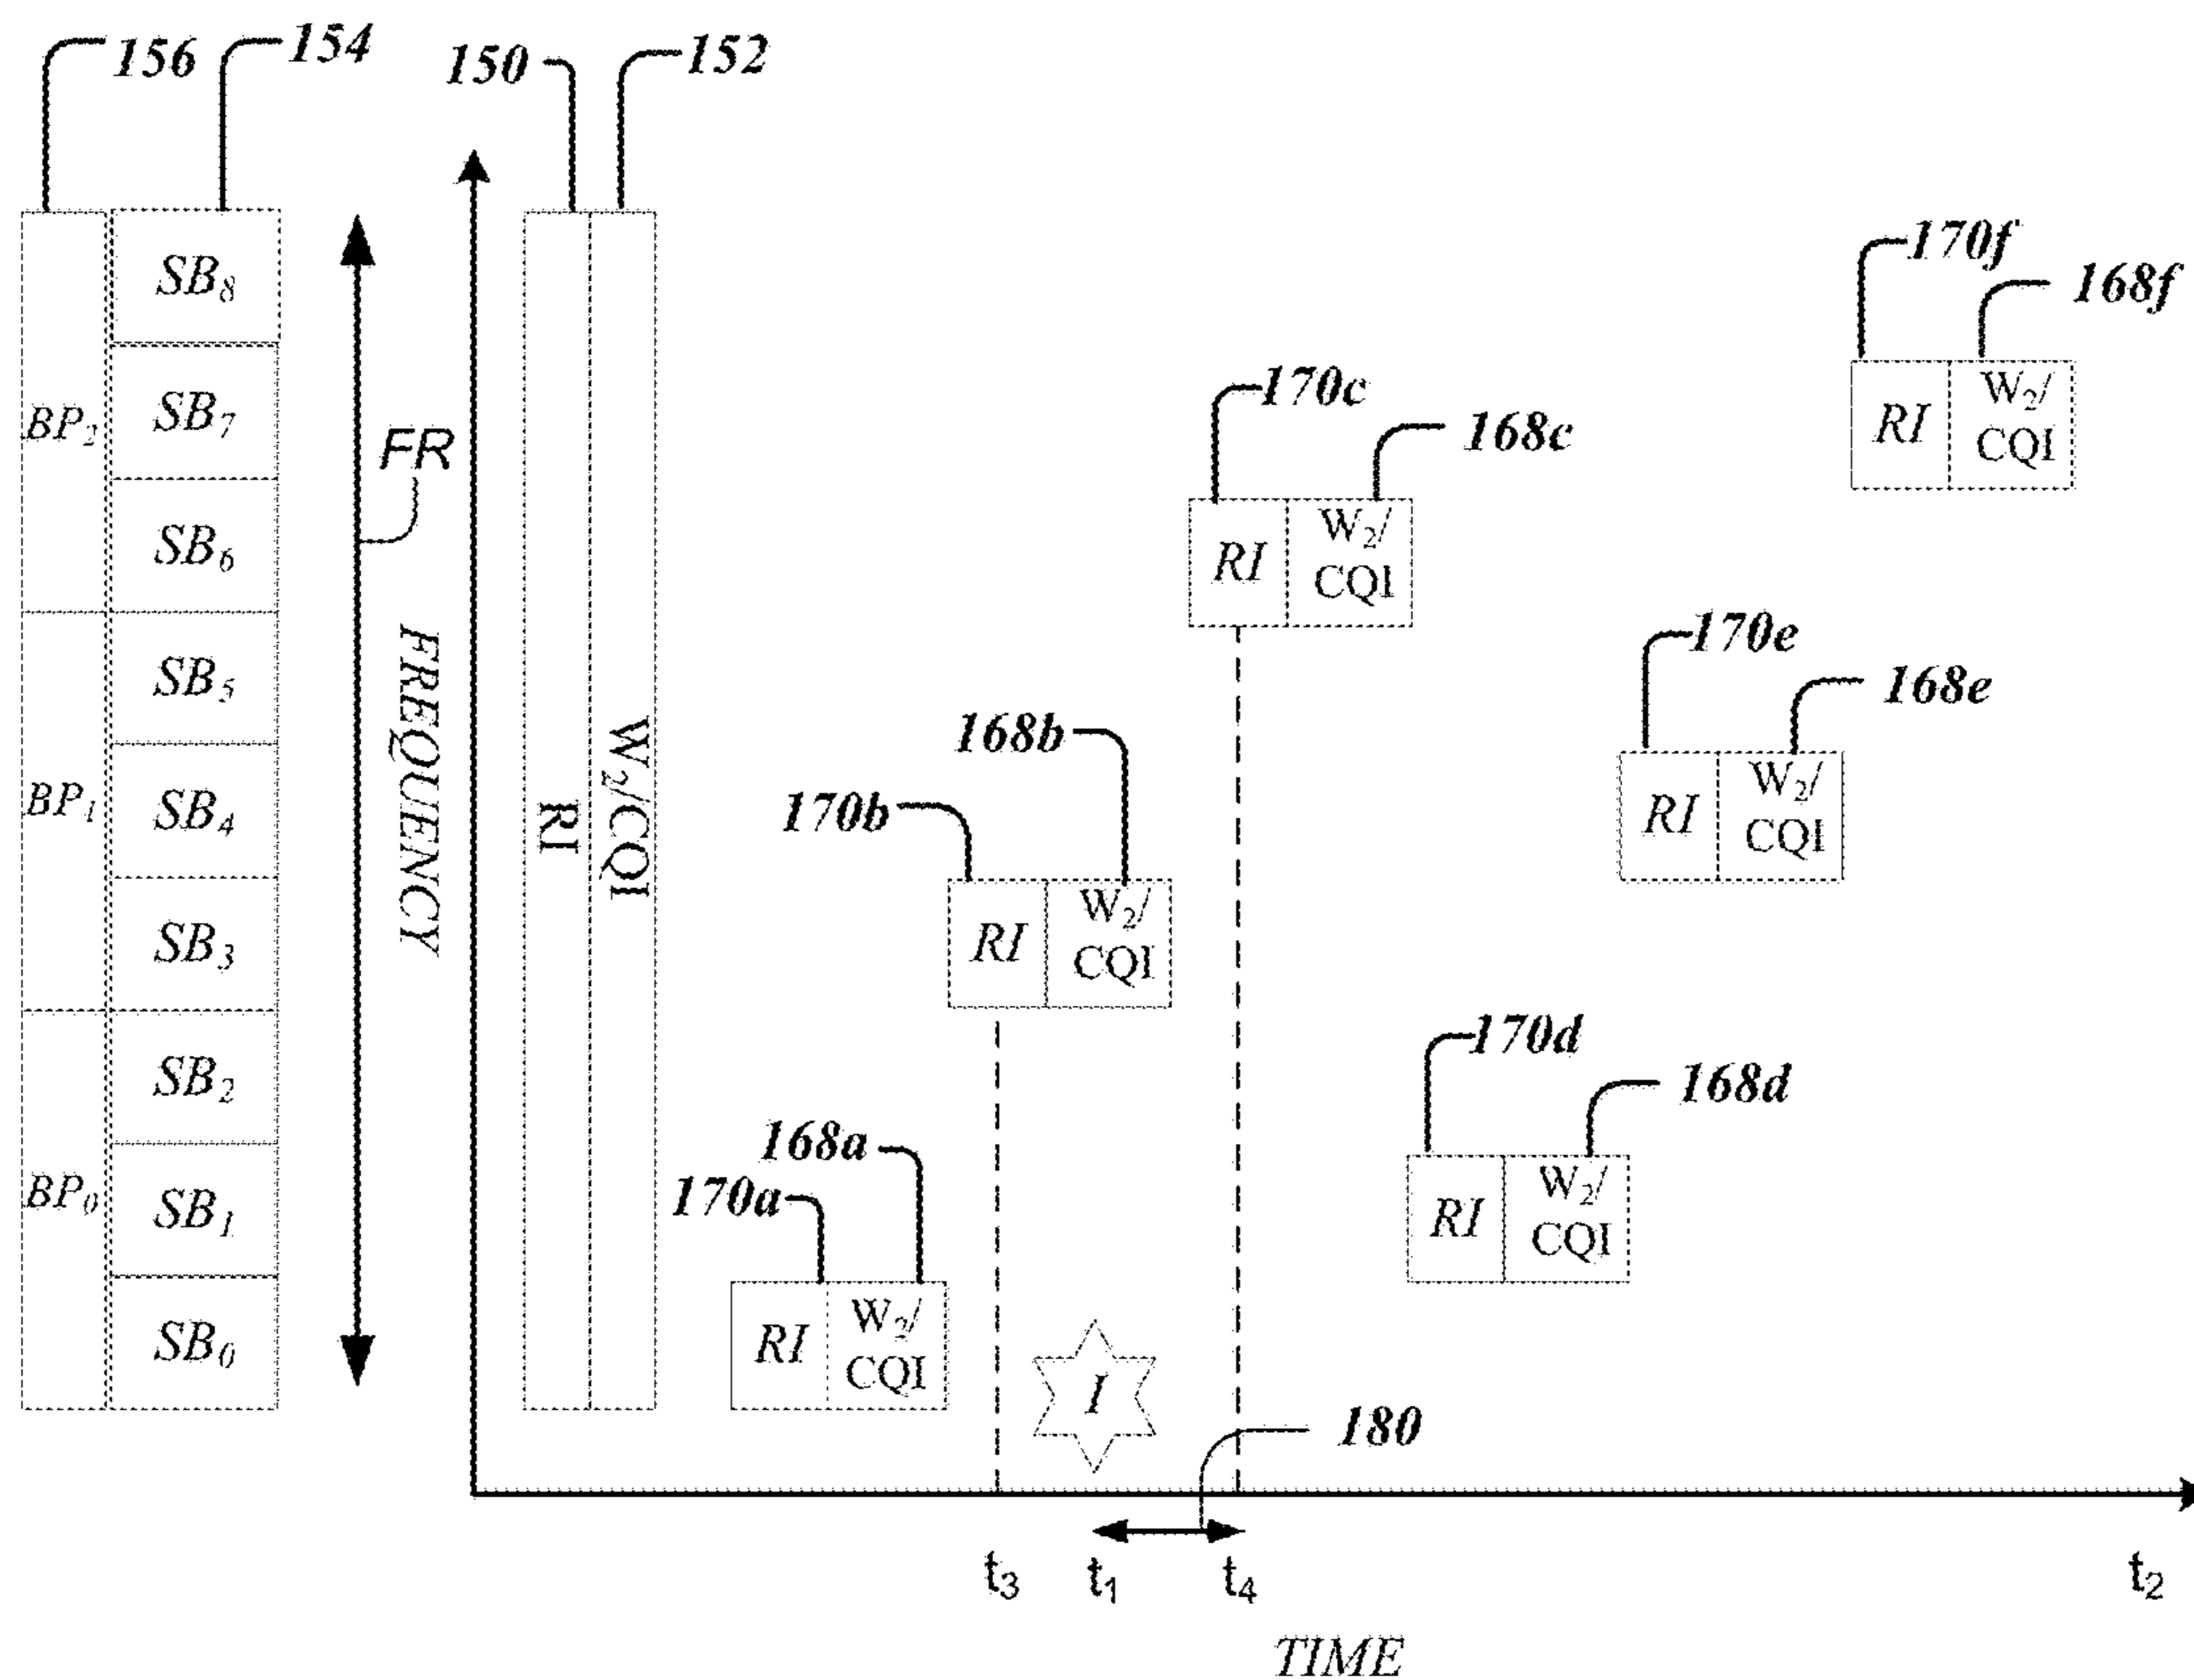 156
154
150
152
SB8
SB7
SB6
SB5
SB4
SB3
SB2
SB1
SB0
BP2
BP1
BP0
FR
FREQUENCY
RI
W2/CQI
170a
168a
RI
W2/
CQI
170b
168b
RI
W2/
CQI
170c
168c
RI
W2/
CQI
170d
168d
RI
W2/
CQI
170e
168e
RI
W2/
CQI
170f
168f
RI
W2/
CQI
I
180
t3
t1
t4
t2
TIME